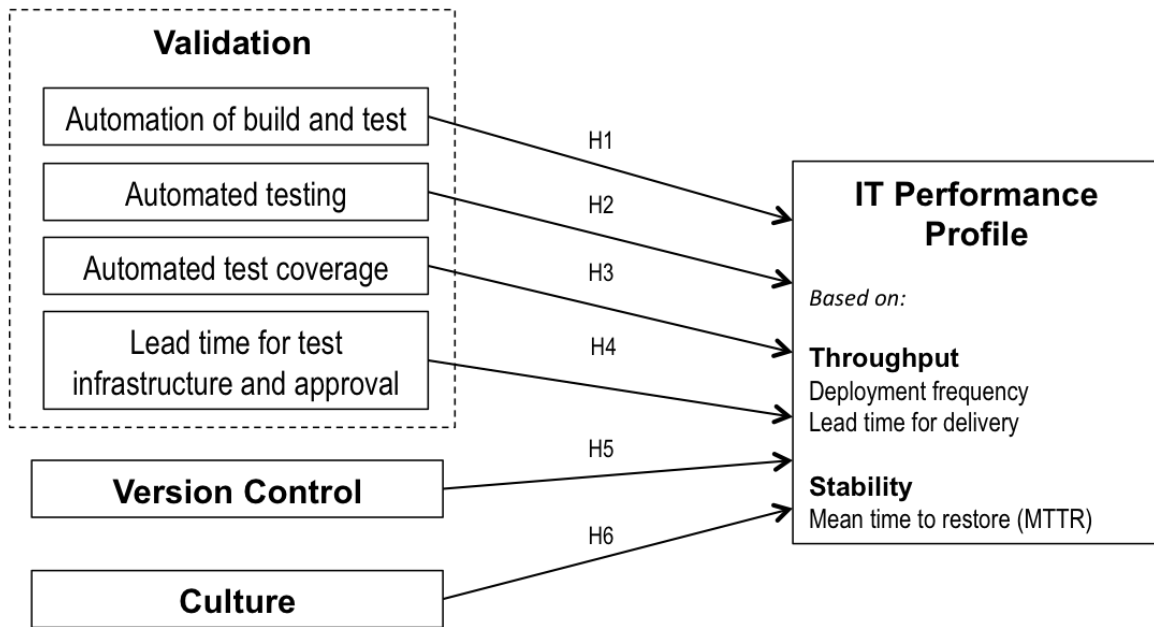 Validation
Automation of build and test
Automated testing
Automated test coverage
Lead time for test
infrastructure and approval
Version Control
Culture
H1
H2
H3
H4
H5
H6
IT Performance
Profile
Based on:
Throughput
Deployment frequency
Lead time for delivery
Stability
Mean time to restore (MTTR)